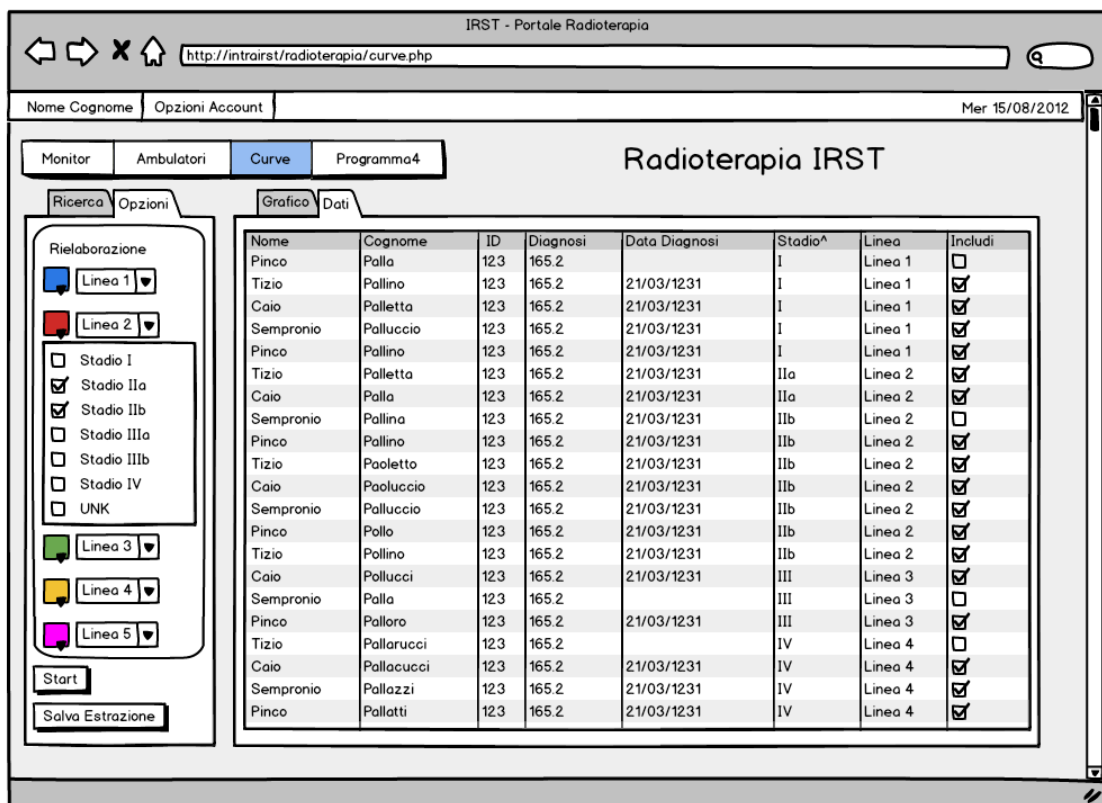 IRST - Portale Radioterapia
http://intrairst/radioterapia/curve.php
Nome Cognome Opzioni Account Mer 15/08/2012
Monitor Ambulatori Curve Programma4
Radioterapia IRST
Ricerca Opzioni
Rielaborazione
Linea 1
Linea 2
Stadio I
Stadio IIa
Stadio IIb
Stadio IIIa
Stadio IIIb
Stadio IV
UNK
Linea 3
Linea 4
Linea 5
Start
Salva Estrazione
Grafico Dati
Nome Cognome ID Diagnosi Data Diagnosi Stadio^ Linea Includi
Pinco Palla 123 165.2 I Linea 1
Tizio Pallino 123 165.2 21/03/1231 I Linea 1
Caio Palletta 123 165.2 21/03/1231 I Linea 1
Sempronio Palluccio 123 165.2 21/03/1231 I Linea 1
Pinco Pallino 123 165.2 21/03/1231 I Linea 1
Tizio Palletta 123 165.2 21/03/1231 IIa Linea 2
Caio Palla 123 165.2 21/03/1231 IIa Linea 2
Sempronio Pallina 123 165.2 21/03/1231 IIb Linea 2
Pinco Pallino 123 165.2 21/03/1231 IIb Linea 2
Tizio Paoletto 123 165.2 21/03/1231 IIb Linea 2
Caio Paoluccio 123 165.2 21/03/1231 IIb Linea 2
Sempronio Palluccio 123 165.2 21/03/1231 IIb Linea 2
Pinco Pollo 123 165.2 21/03/1231 IIb Linea 2
Tizio Pollino 123 165.2 21/03/1231 IIb Linea 2
Caio Pollucci 123 165.2 21/03/1231 III Linea 3
Sempronio Palla 123 165.2 III Linea 3
Pinco Palloro 123 165.2 21/03/1231 III Linea 3
Tizio Pallarucci 123 165.2 IV Linea 4
Caio Pallacucci 123 165.2 21/03/1231 IV Linea 4
Sempronio Pallazzi 123 165.2 21/03/1231 IV Linea 4
Pinco Pallatti 123 165.2 21/03/1231 IV Linea 4